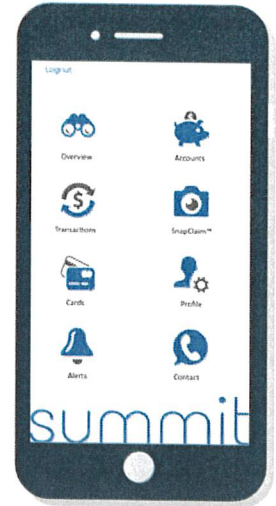 Logout
Overview Accounts
Transactions SnapClaim™
Cards Profile
Alerts Contact
summit